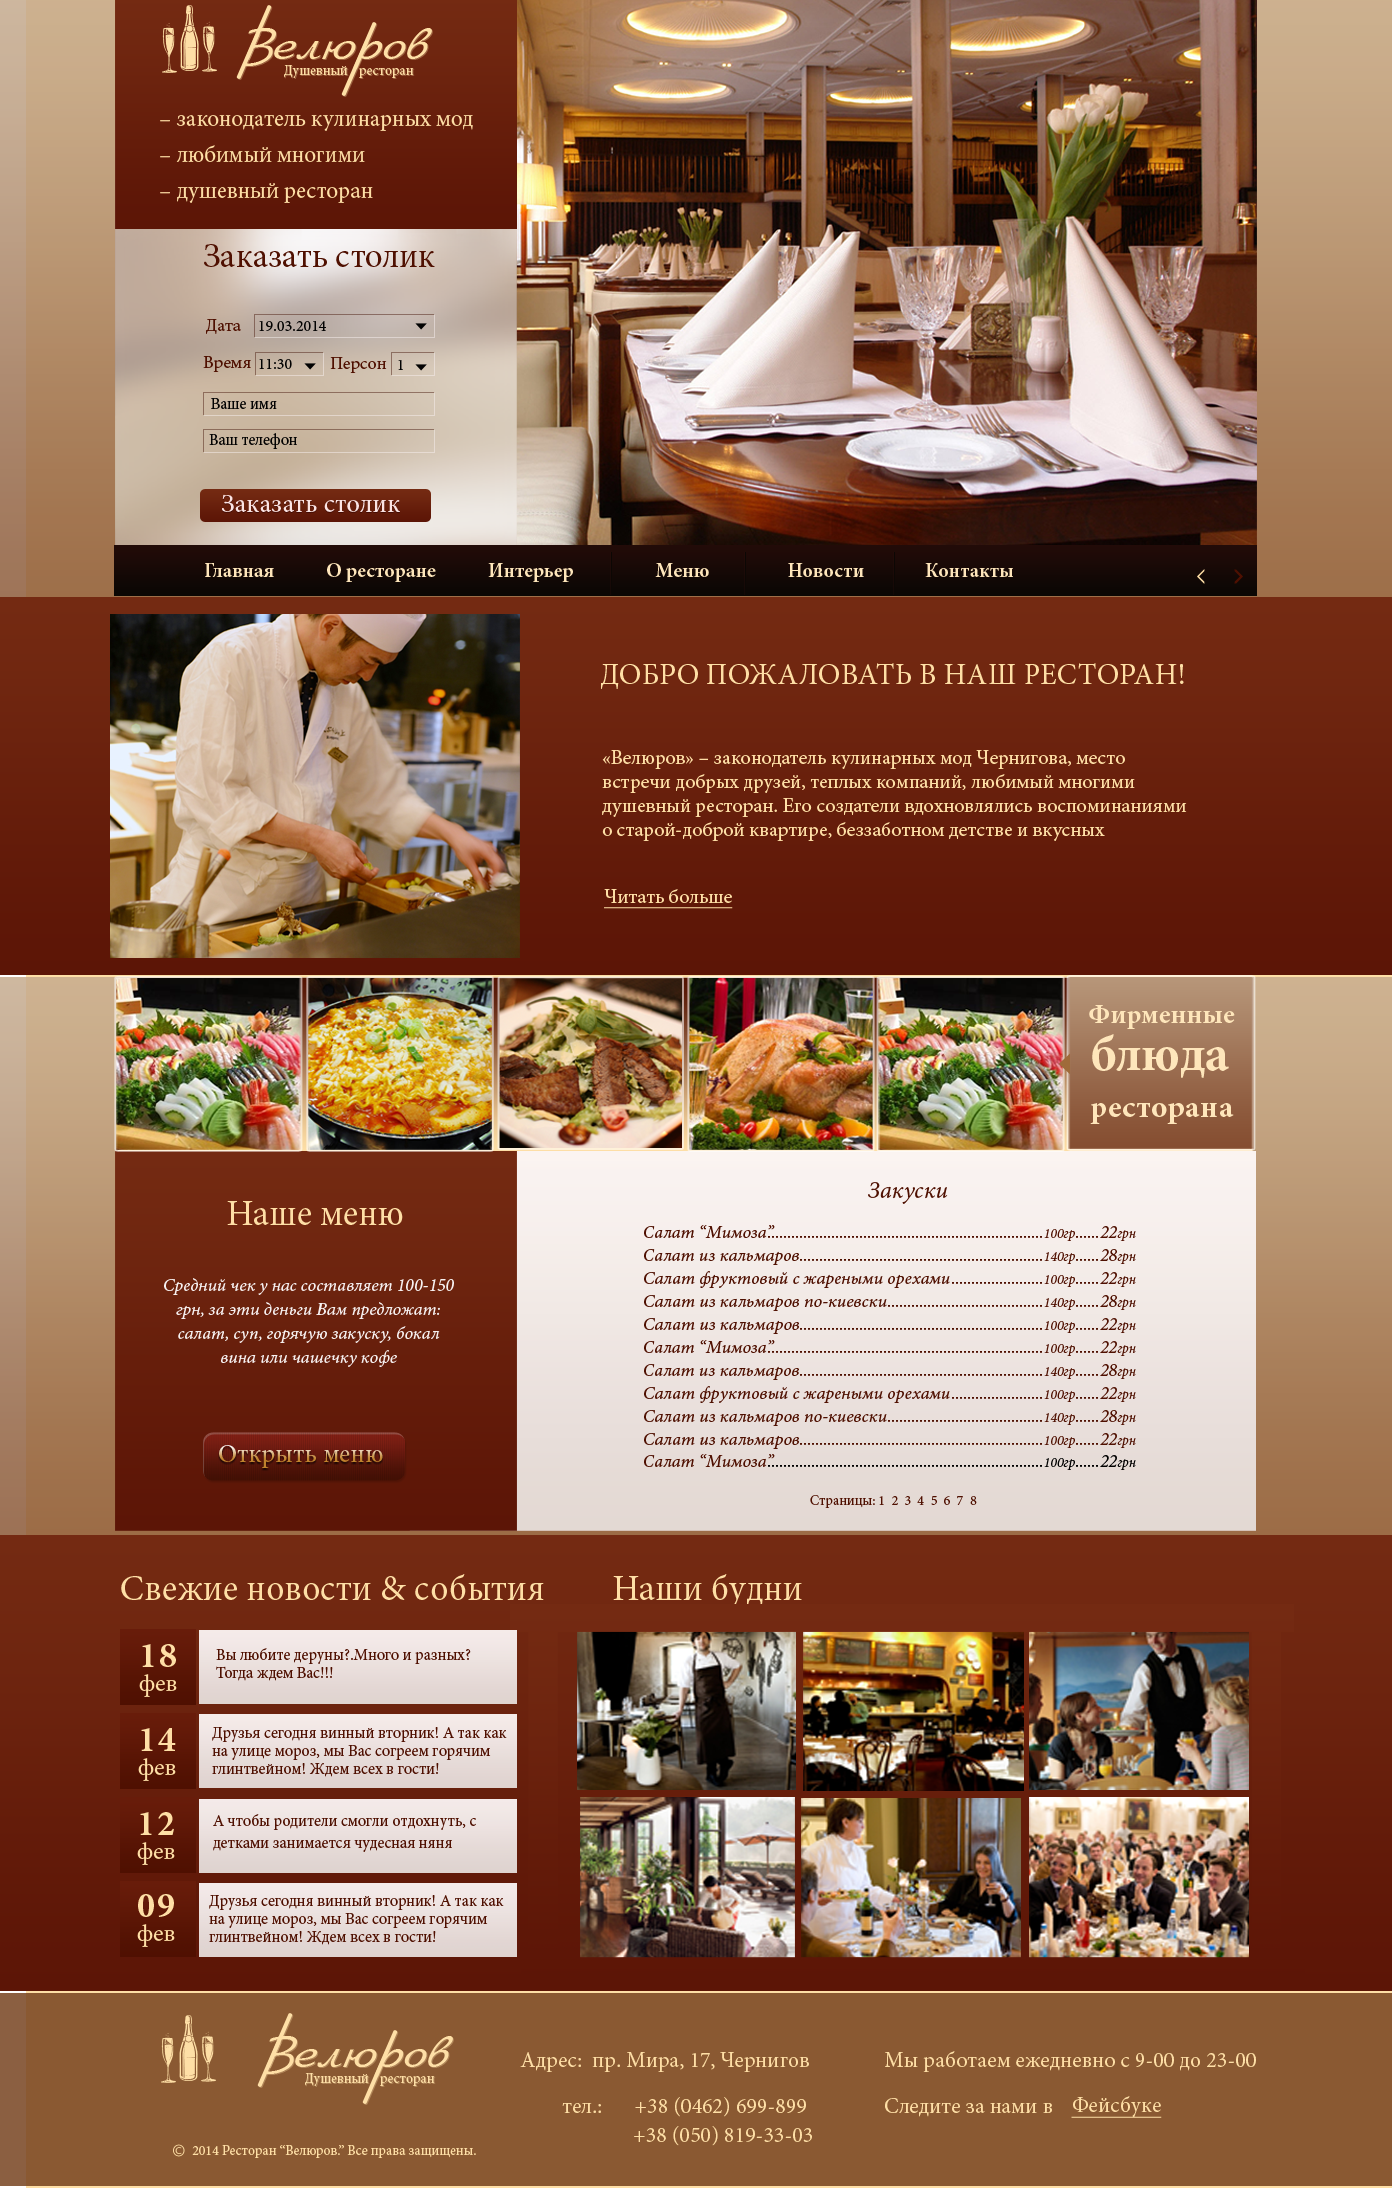 Велюров
Душевный ресторан
– законодатель кулинарных мод
– любимый многими
– душевный ресторан
Заказать столик
Дата 19.03.2014
Время 11:30 Персон 1
Ваше имя
Ваш телефон
Заказать столик
Главная О ресторане Интерьер Меню Новости Контакты
ДОБРО ПОЖАЛОВАТЬ В НАШ РЕСТОРАН!
«Велюров» – законодатель кулинарных мод Чернигова, место
встречи добрых друзей, теплых компаний, любимый многими
душевный ресторан. Его создатели вдохновлялись воспоминаниями
о старой-доброй квартире, беззаботном детстве и вкусных
Читать больше
Фирменные
блюда
ресторана
Наше меню
Средний чек у нас составляет 100-150
грн, за эти деньги Вам предложат:
салат, суп, горячую закуску, бокал
вина или чашечку кофе
Открыть меню
Закуски
Салат “Мимоза”......100гр......22грн
Салат из кальмаров......140гр......28грн
Салат фруктовый с жареными орехами......100гр......22грн
Салат из кальмаров по-киевски......140гр......28грн
Салат из кальмаров......100гр......22грн
Салат “Мимоза”......100гр......22грн
Салат из кальмаров......140гр......28грн
Салат фруктовый с жареными орехами......100гр......22грн
Салат из кальмаров по-киевски......140гр......28грн
Салат из кальмаров......100гр......22грн
Салат “Мимоза”......100гр......22грн
Страницы: 1 2 3 4 5 6 7 8
Свежие новости & события
18
фев
Вы любите деруны?.Много и разных?
Тогда ждем Вас!!!
14
фев
Друзья сегодня винный вторник! А так как
на улице мороз, мы Вас согреем горячим
глинтвейном! Ждем всех в гости!
12
фев
А чтобы родители смогли отдохнуть, с
детками занимается чудесная няня
09
фев
Друзья сегодня винный вторник! А так как
на улице мороз, мы Вас согреем горячим
глинтвейном! Ждем всех в гости!
Наши будни
Велюров
Душевный ресторан
© 2014 Ресторан “Велюров.” Все права защищены.
Адрес: пр. Мира, 17, Чернигов
тел.: +38 (0462) 699-899
+38 (050) 819-33-03
Мы работаем ежедневно с 9-00 до 23-00
Следите за нами в Фейсбуке